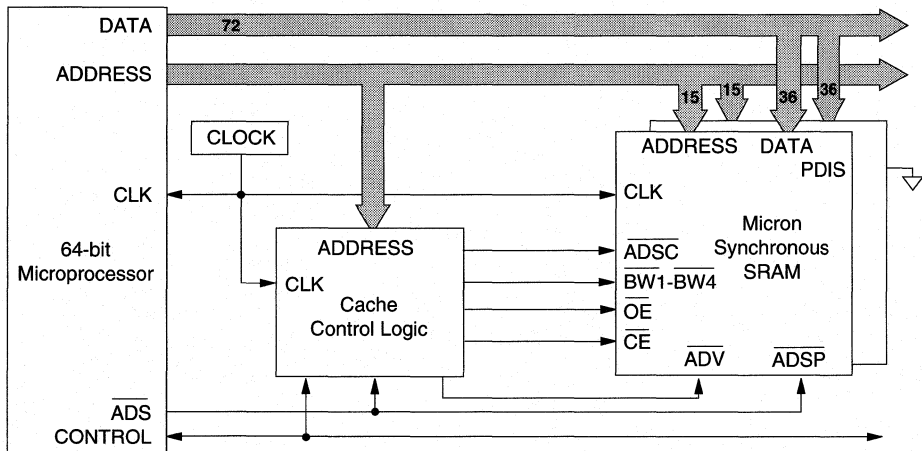 DATA
72
ADDRESS
15
15
36
36
CLOCK
ADDRESS
DATA
PDIS
CLK
CLK
64-bit
Microprocessor
ADDRESS
CLK
Cache
Control Logic
ADSC
BW1-BW4
OE
CE
Micron
Synchronous
SRAM
ADV
ADSP
ADS
CONTROL